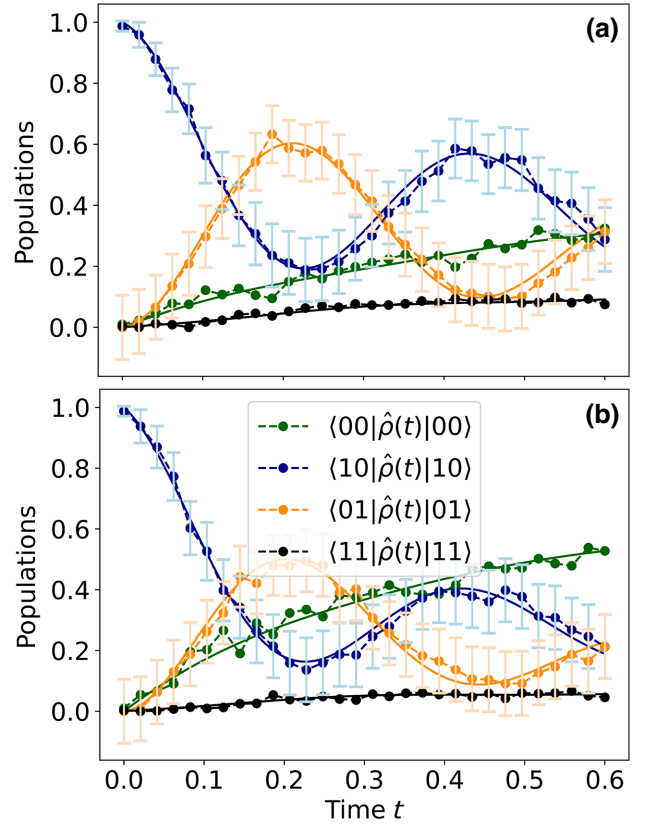 (a)
Populations
1.0
0.8
0.6
0.4
0.2
0.0
(b)
Populations
1.0
0.8
0.6
0.4
0.2
0.0
⟨00|ρ̂(t)|00⟩
⟨10|ρ̂(t)|10⟩
⟨01|ρ̂(t)|01⟩
⟨11|ρ̂(t)|11⟩
0.0 0.1 0.2 0.3 0.4 0.5 0.6
Time t